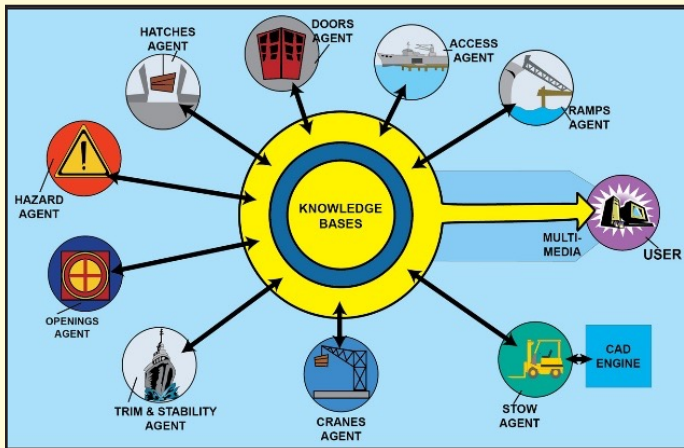 HATCHES
AGENT
DOORS
AGENT
ACCESS
AGENT
RAMPS
AGENT
HAZARD
AGENT
KNOWLEDGE
BASES
MULTI-
MEDIA
USER
OPENINGS
AGENT
TRIM & STABILITY
AGENT
CRANES
AGENT
STOW
AGENT
CAD
ENGINE